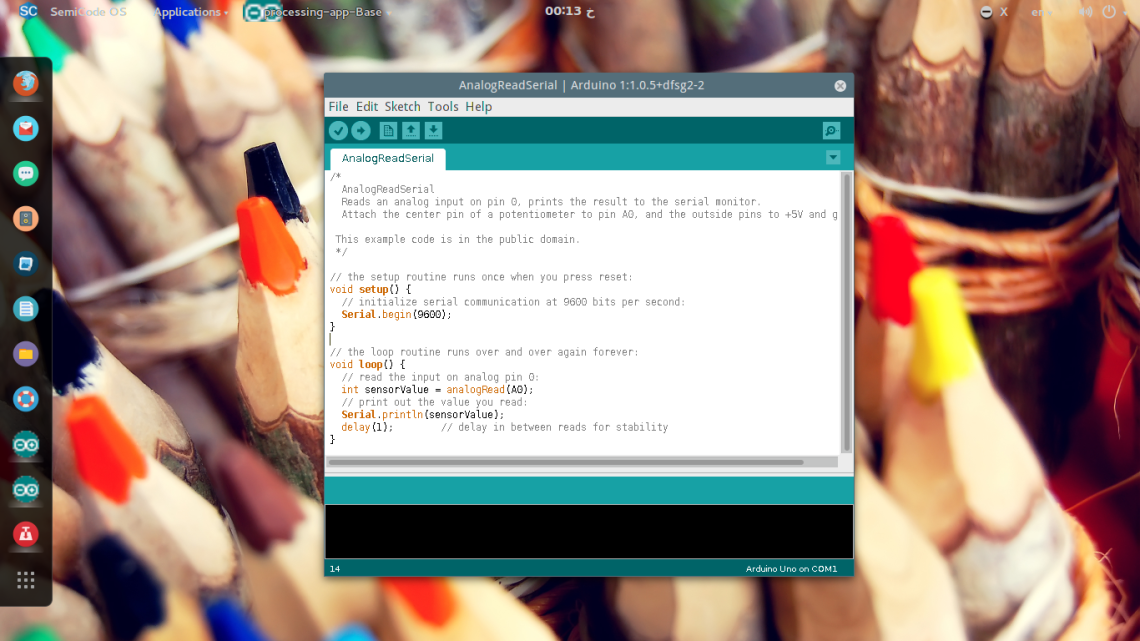 SC SemiCode OS Applications processing-app-Base 00:13 خ X en
AnalogReadSerial | Arduino 1:1.0.5+dfsg2-2
File Edit Sketch Tools Help
AnalogReadSerial
/*
AnalogReadSerial
Reads an analog input on pin 0, prints the result to the serial monitor.
Attach the center pin of a potentiometer to pin A0, and the outside pins to +5V and g
This example code is in the public domain.
*/
// the setup routine runs once when you press reset:
void setup() {
// initialize serial communication at 9600 bits per second:
Serial.begin(9600);
}
// the loop routine runs over and over again forever:
void loop() {
// read the input on analog pin 0:
int sensorValue = analogRead(A0);
// print out the value you read:
Serial.println(sensorValue);
delay(1);        // delay in between reads for stability
}
14 Arduino Uno on COM1